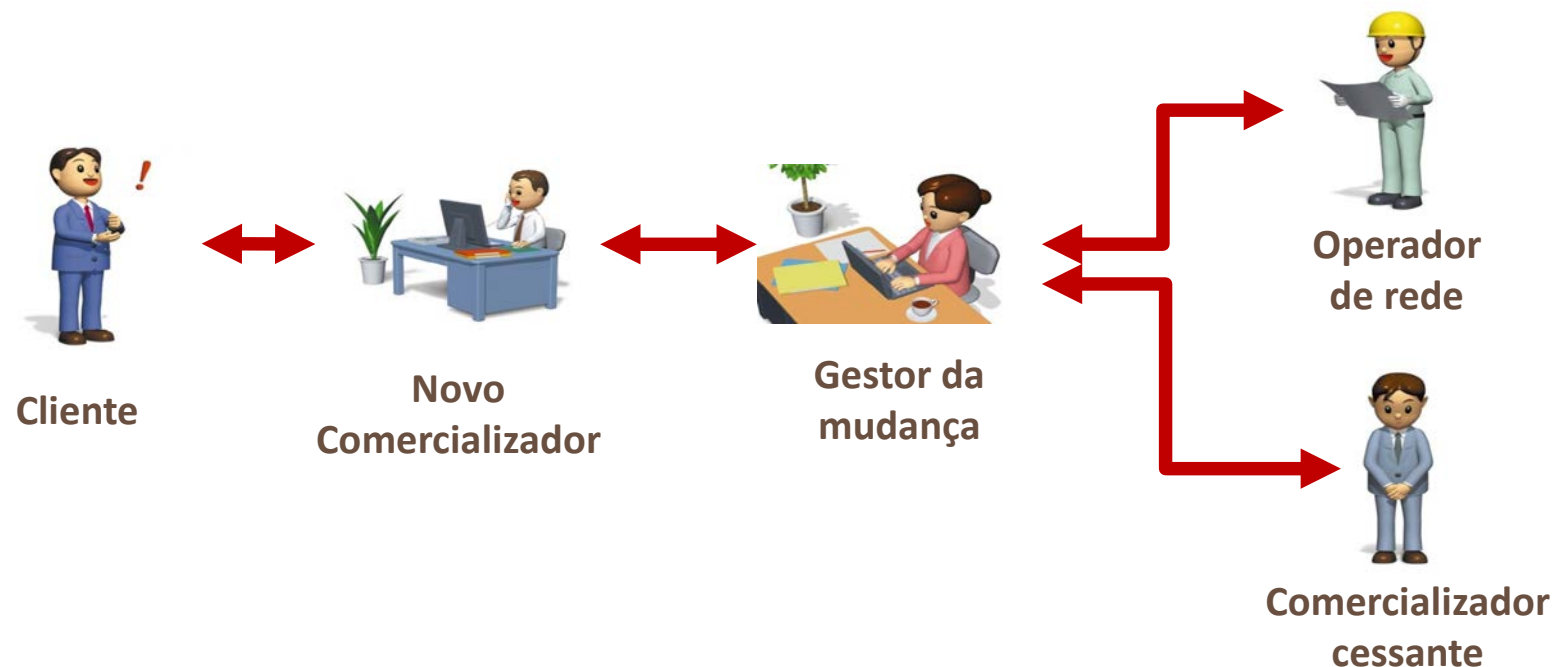 Cliente
Novo
Comercializador
Gestor da
mudança
Operador
de rede
Comercializador
cessante